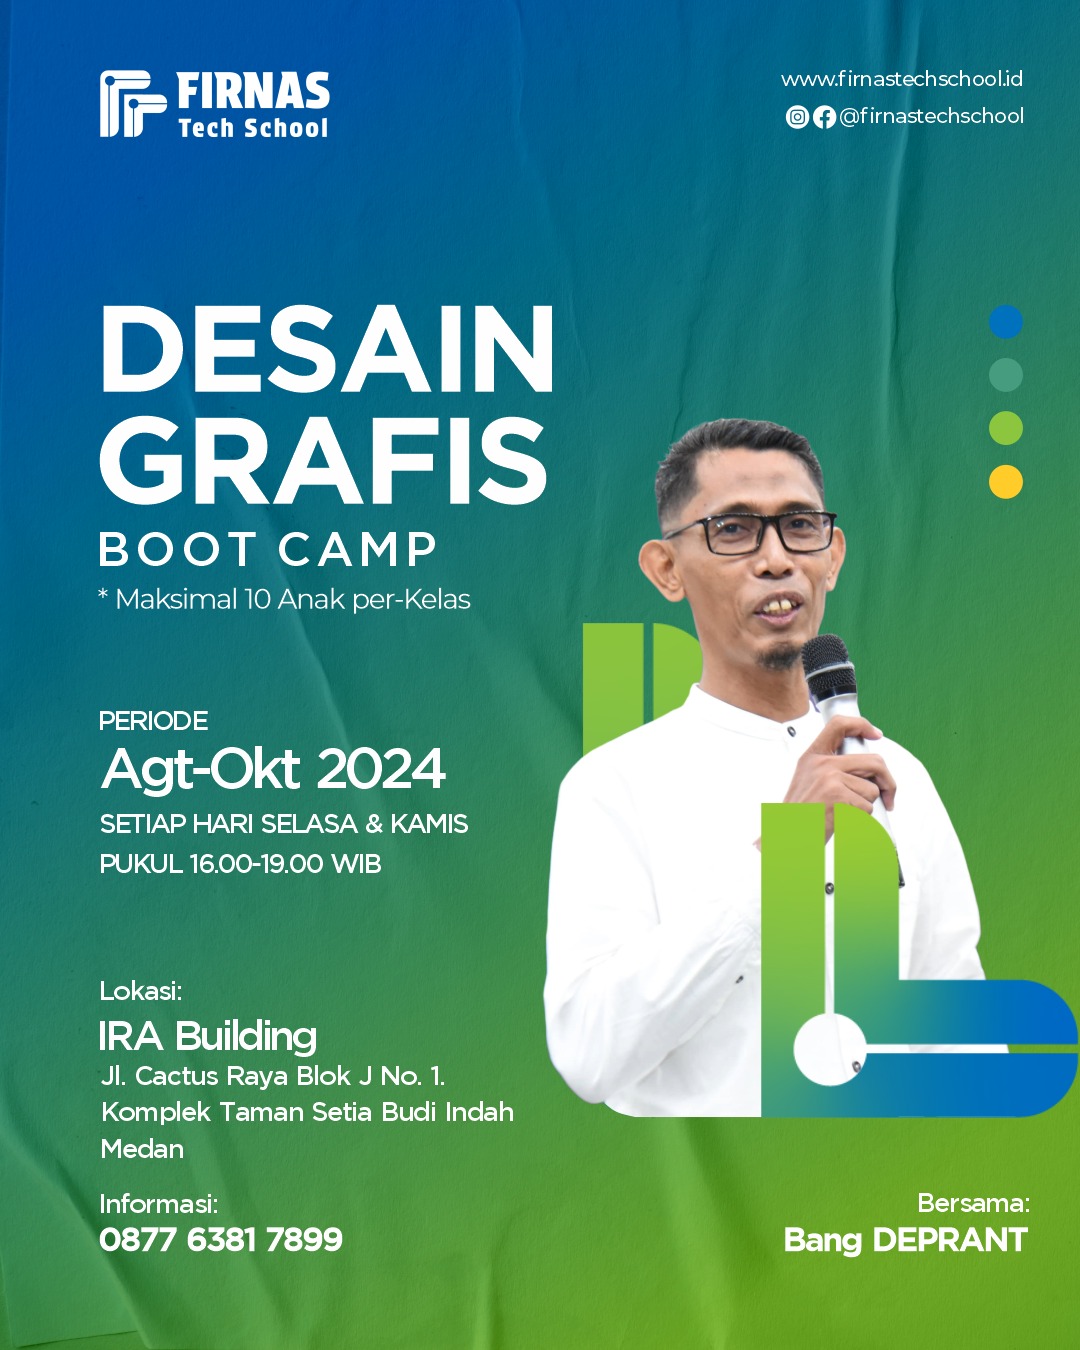 FIRNAS
Tech School
www.firnastechschool.id
@firnastechschool
DESAIN
GRAFIS
BOOT CAMP
* Maksimal 10 Anak per-Kelas
PERIODE
Agt-Okt 2024
SETIAP HARI SELASA & KAMIS
PUKUL 16.00-19.00 WIB
Lokasi:
IRA Building
Jl. Cactus Raya Blok J No. 1.
Komplek Taman Setia Budi Indah
Medan
Informasi:
0877 6381 7899
Bersama:
Bang DEPRANT